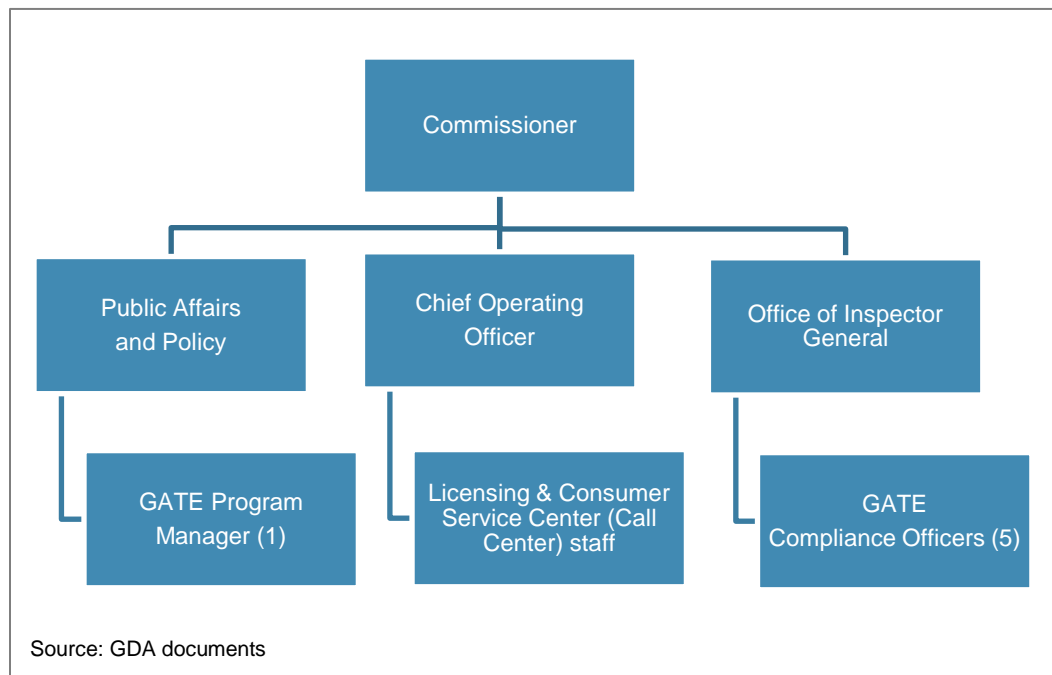 Commissioner
Public Affairs
and Policy
Chief Operating
Officer
Office of Inspector
General
GATE Program
Manager (1)
Licensing & Consumer
Service Center (Call
Center) staff
GATE
Compliance Officers (5)
Source: GDA documents